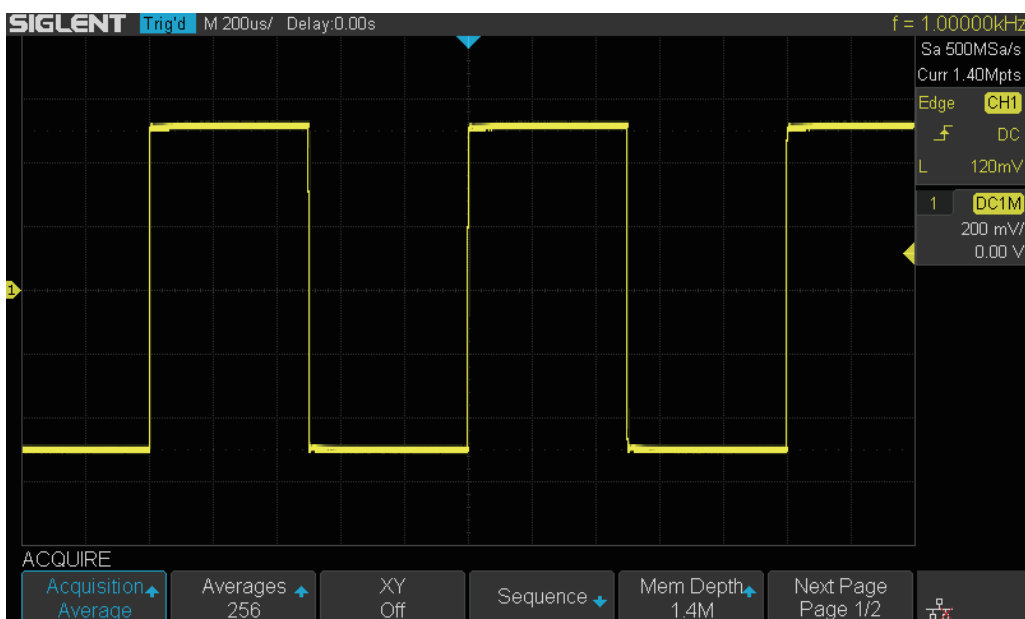 SIGLENT Trig'd M 200us/ Delay:0.00s f = 1.00000kHz
Sa 500MSa/s
Curr 1.40Mpts
Edge CH1
DC
L 120mV
1 DC1M
200 mV/
0.00 V
1
ACQUIRE
Acquisition Averages XY Sequence Mem Depth Next Page
Average 256 Off 1.4M Page 1/2